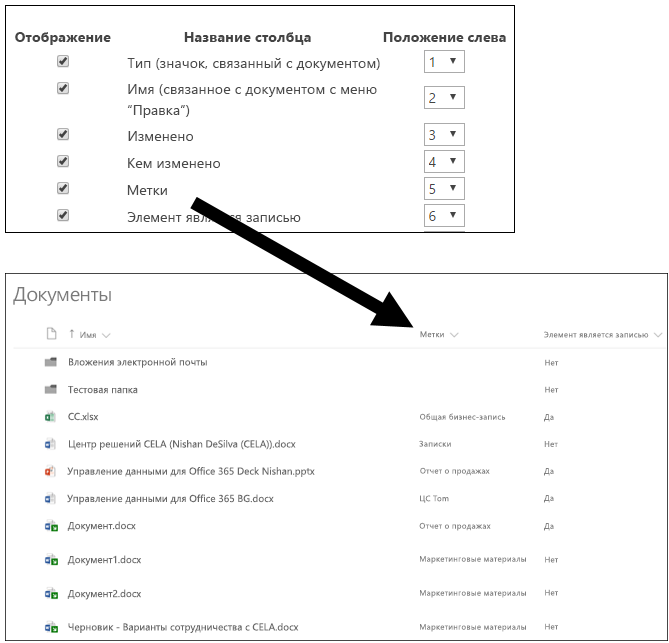 Отображение Название столбца Положение слева
Тип (значок, связанный с документом) 1
Имя (связанное с документом с меню
“Правка”) 2
Изменено 3
Кем изменено 4
Метки 5
Элемент является записью 6
Документы
Имя Метки Элемент является записью
Вложения электронной почты Нет
Тестовая папка Нет
CC.xlsx Общая бизнес-запись Да
Центр решений CELA (Nishan DeSilva (CELA)).docx Записки Нет
Управление данными для Office 365 Deck Nishan.pptx Отчет о продажах Да
Управление данными для Office 365 BG.docx ЦС Tom Да
Документ.docx Отчет о продажах Да
Документ1.docx Маркетинговые материалы Нет
Документ2.docx Маркетинговые материалы Нет
Черновик - Варианты сотрудничества с CELA.docx Маркетинговые материалы Нет